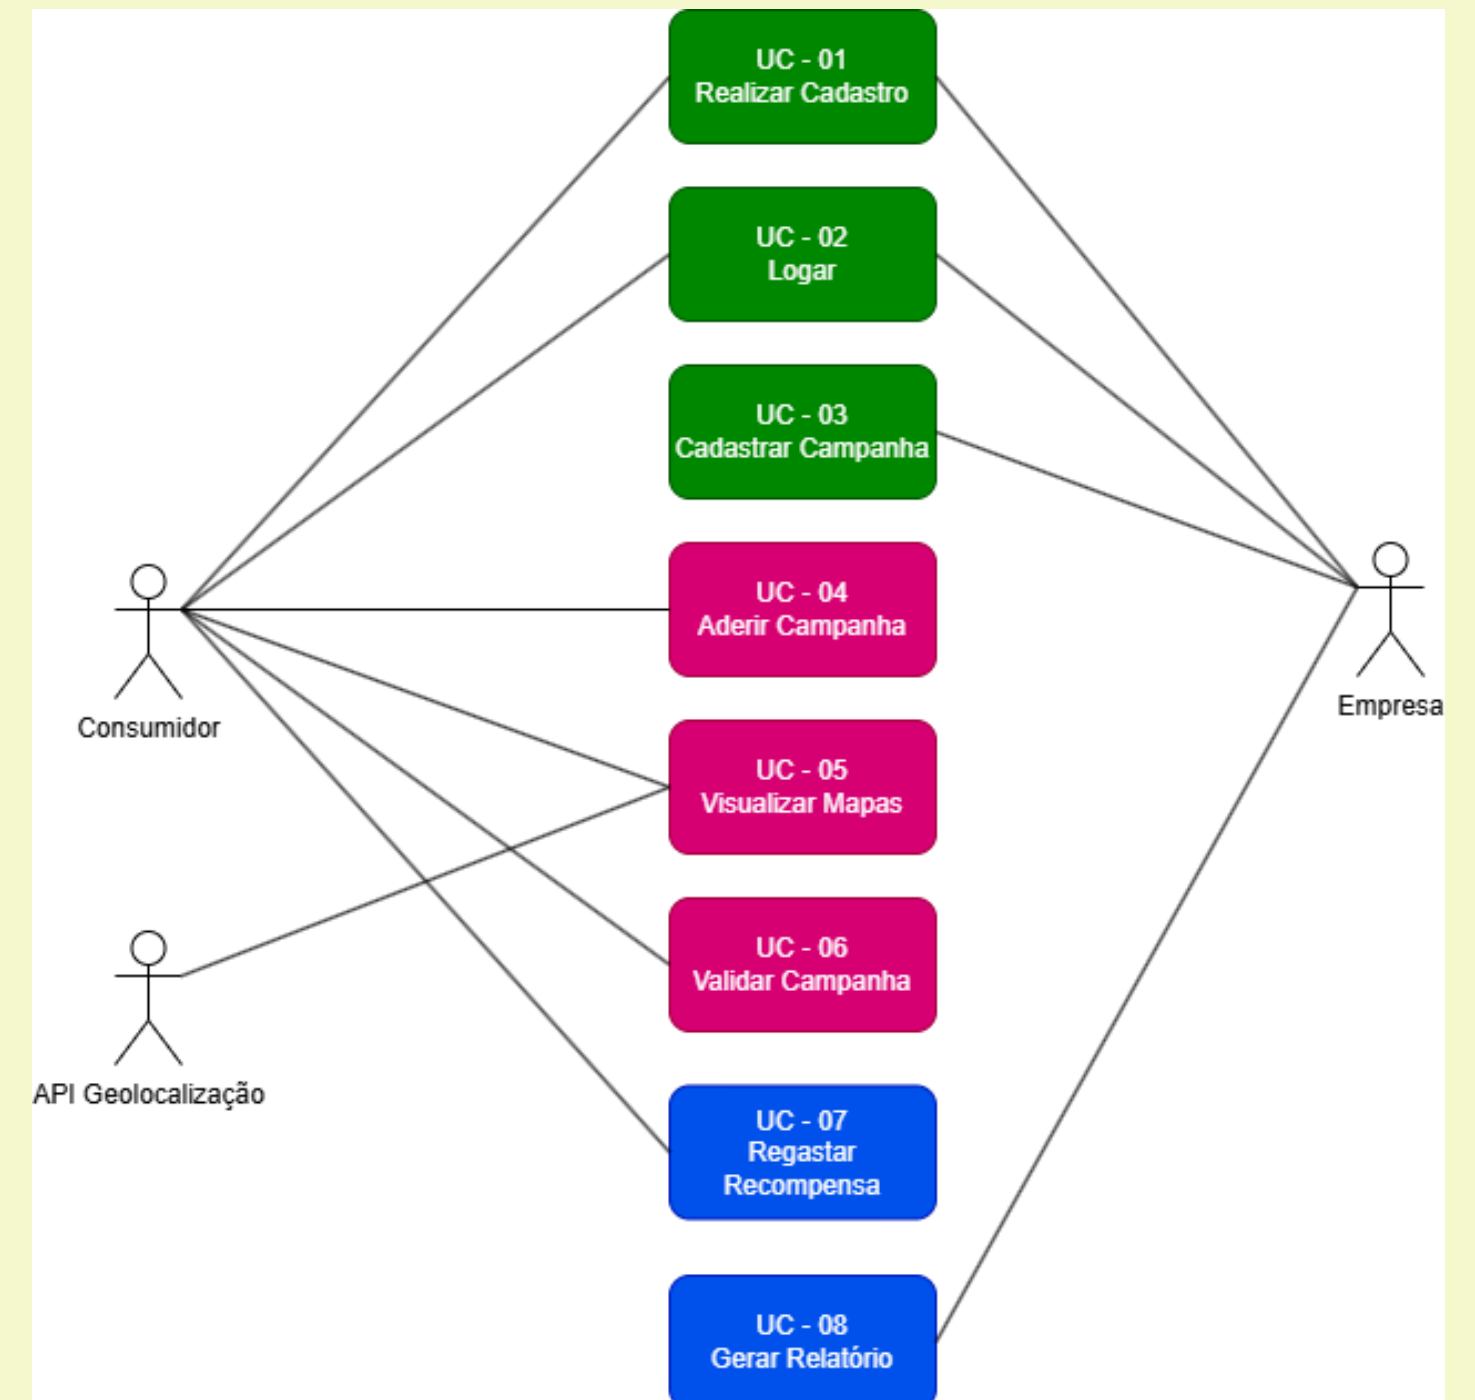 UC - 01
Realizar Cadastro
UC - 02
Logar
UC - 03
Cadastrar Campanha
UC - 04
Aderir Campanha
Consumidor
Empresa
UC - 05
Visualizar Mapas
UC - 06
Validar Campanha
API Geolocalização
UC - 07
Regastar
Recompensa
UC - 08
Gerar Relatório